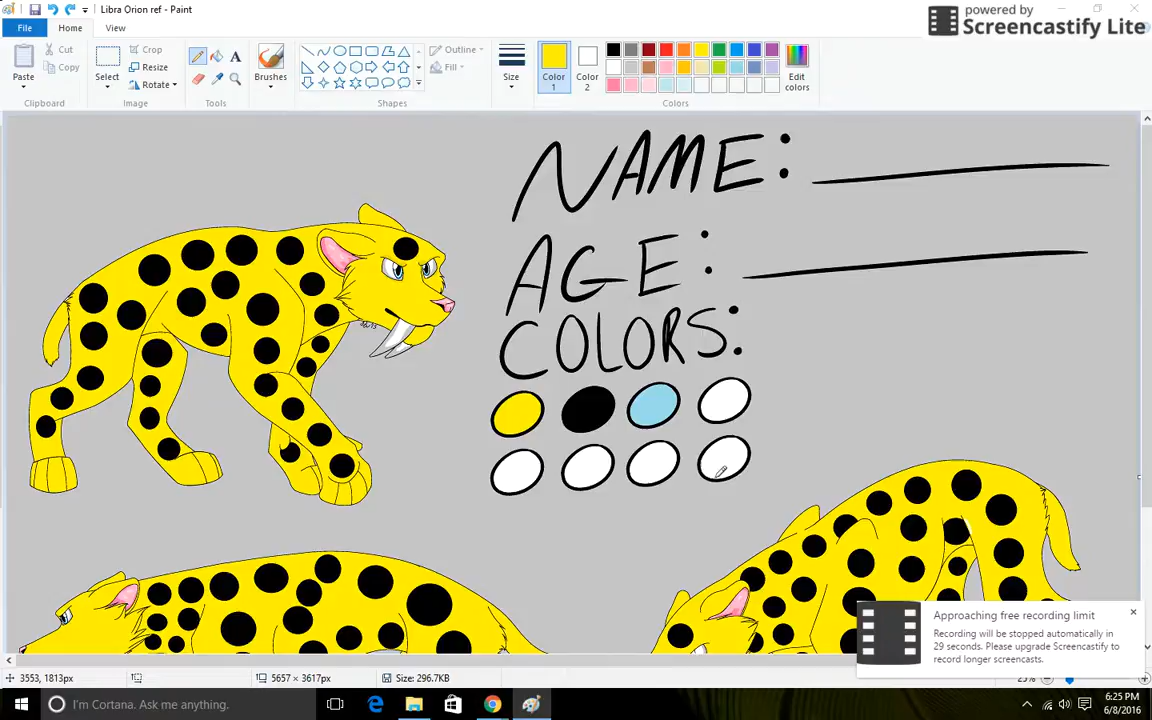 Libra Orion ref - Paint
powered by
Screencastify Lite
File
Home
View
Paste
Cut
Copy
Clipboard
Select
Crop
Resize
Rotate
Image
A
Tools
Brushes
Outline
Fill
Shapes
Size
Color 1
Color 2
Edit colors
Colors
NAME:
AGE:
COLORS:
Approaching free recording limit
Recording will be stopped automatically in
29 seconds. Please upgrade Screencastify to
record longer screencasts.
3553, 1813px
5657 × 3617px
Size: 296.7KB
25%
I'm Cortana. Ask me anything.
6:25 PM
6/8/2016